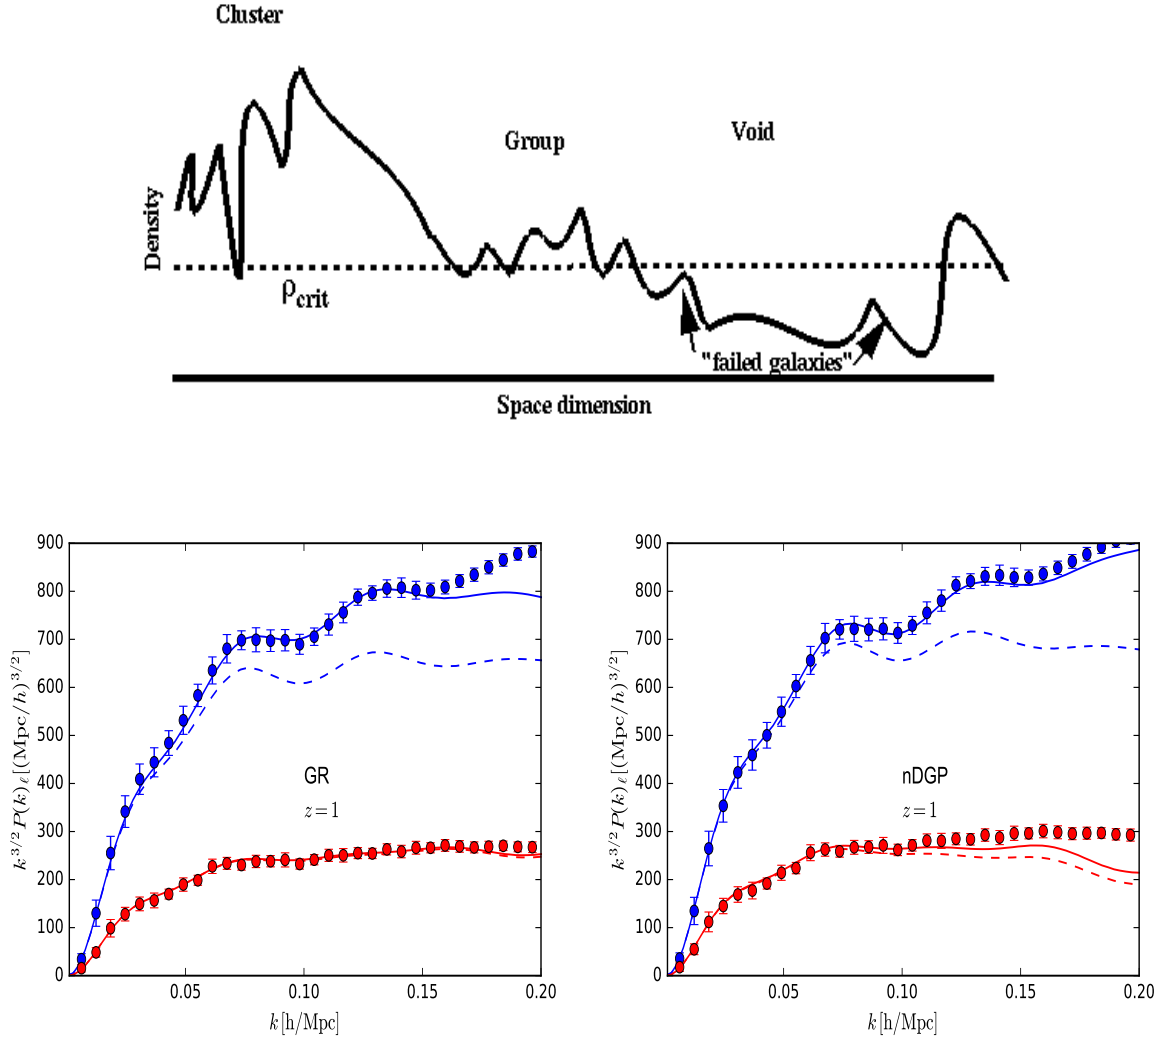 Cluster
Group
Void
Density
ρcrit
"failed galaxies"
Space dimension
900
800
700
600
500
400
300
200
100
0
k^3/2 P(k)_ℓ [(Mpc/h)^3/2]
GR
z=1
0.05
0.10
0.15
0.20
k [h/Mpc]
900
800
700
600
500
400
300
200
100
0
k^3/2 P(k)_ℓ [(Mpc/h)^3/2]
nDGP
z=1
0.05
0.10
0.15
0.20
k [h/Mpc]